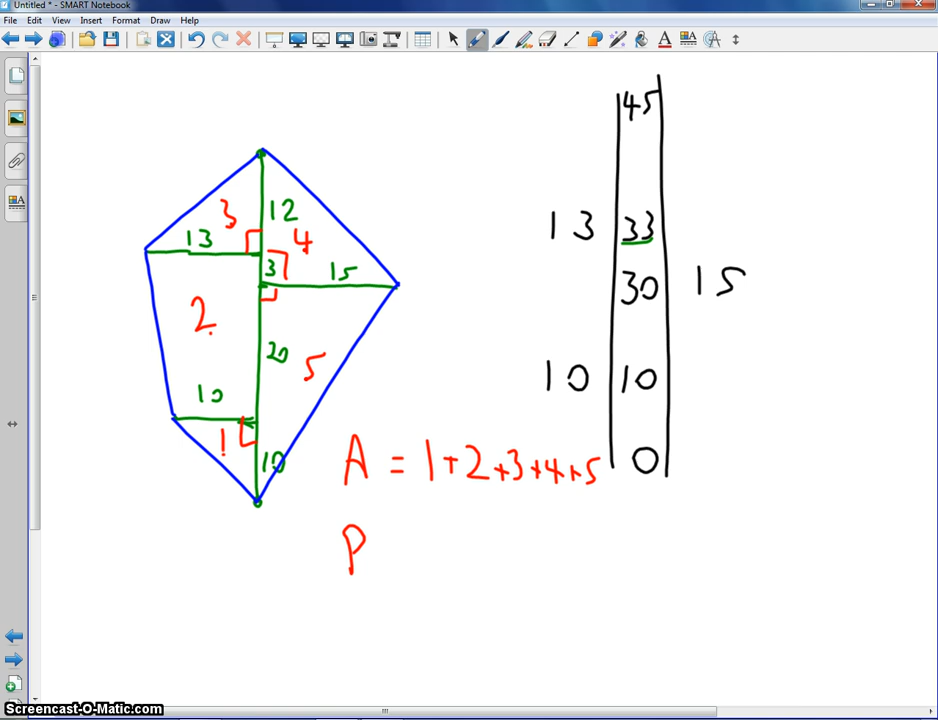 Untitled * - SMART Notebook
File Edit View Insert Format Draw Help
45
3 12
13 4 13 33
3 15
30 15
2
20 5
10 10 10
1 10
A = 1+2+3+4+5 0
P
Screencast-O-Matic.com